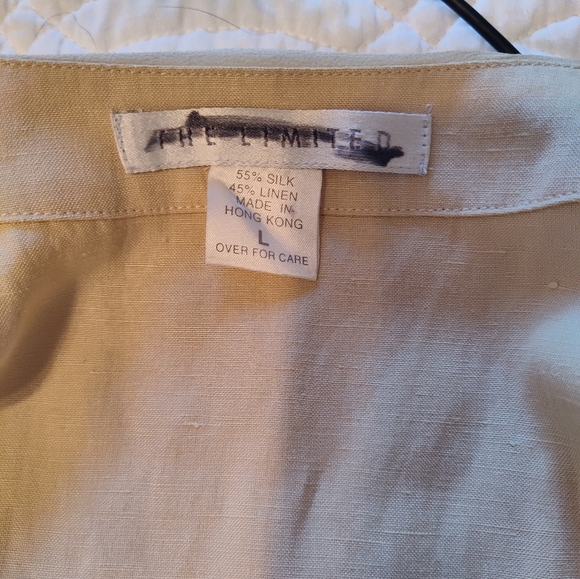 THE LIMITED
55% SILK
45% LINEN
MADE IN
HONG KONG
L
OVER FOR CARE